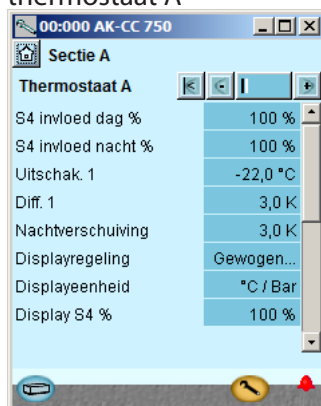 thermostaat A
00:000 AK-CC 750
Sectie A
Thermostaat A
S4 invloed dag % 100 %
S4 invloed nacht % 100 %
Uitschak. 1 -22,0 °C
Diff. 1 3,0 K
Nachtverschuiving 3,0 K
Displayregeling Gewogen...
Displayeenheid °C / Bar
Display S4 % 100 %